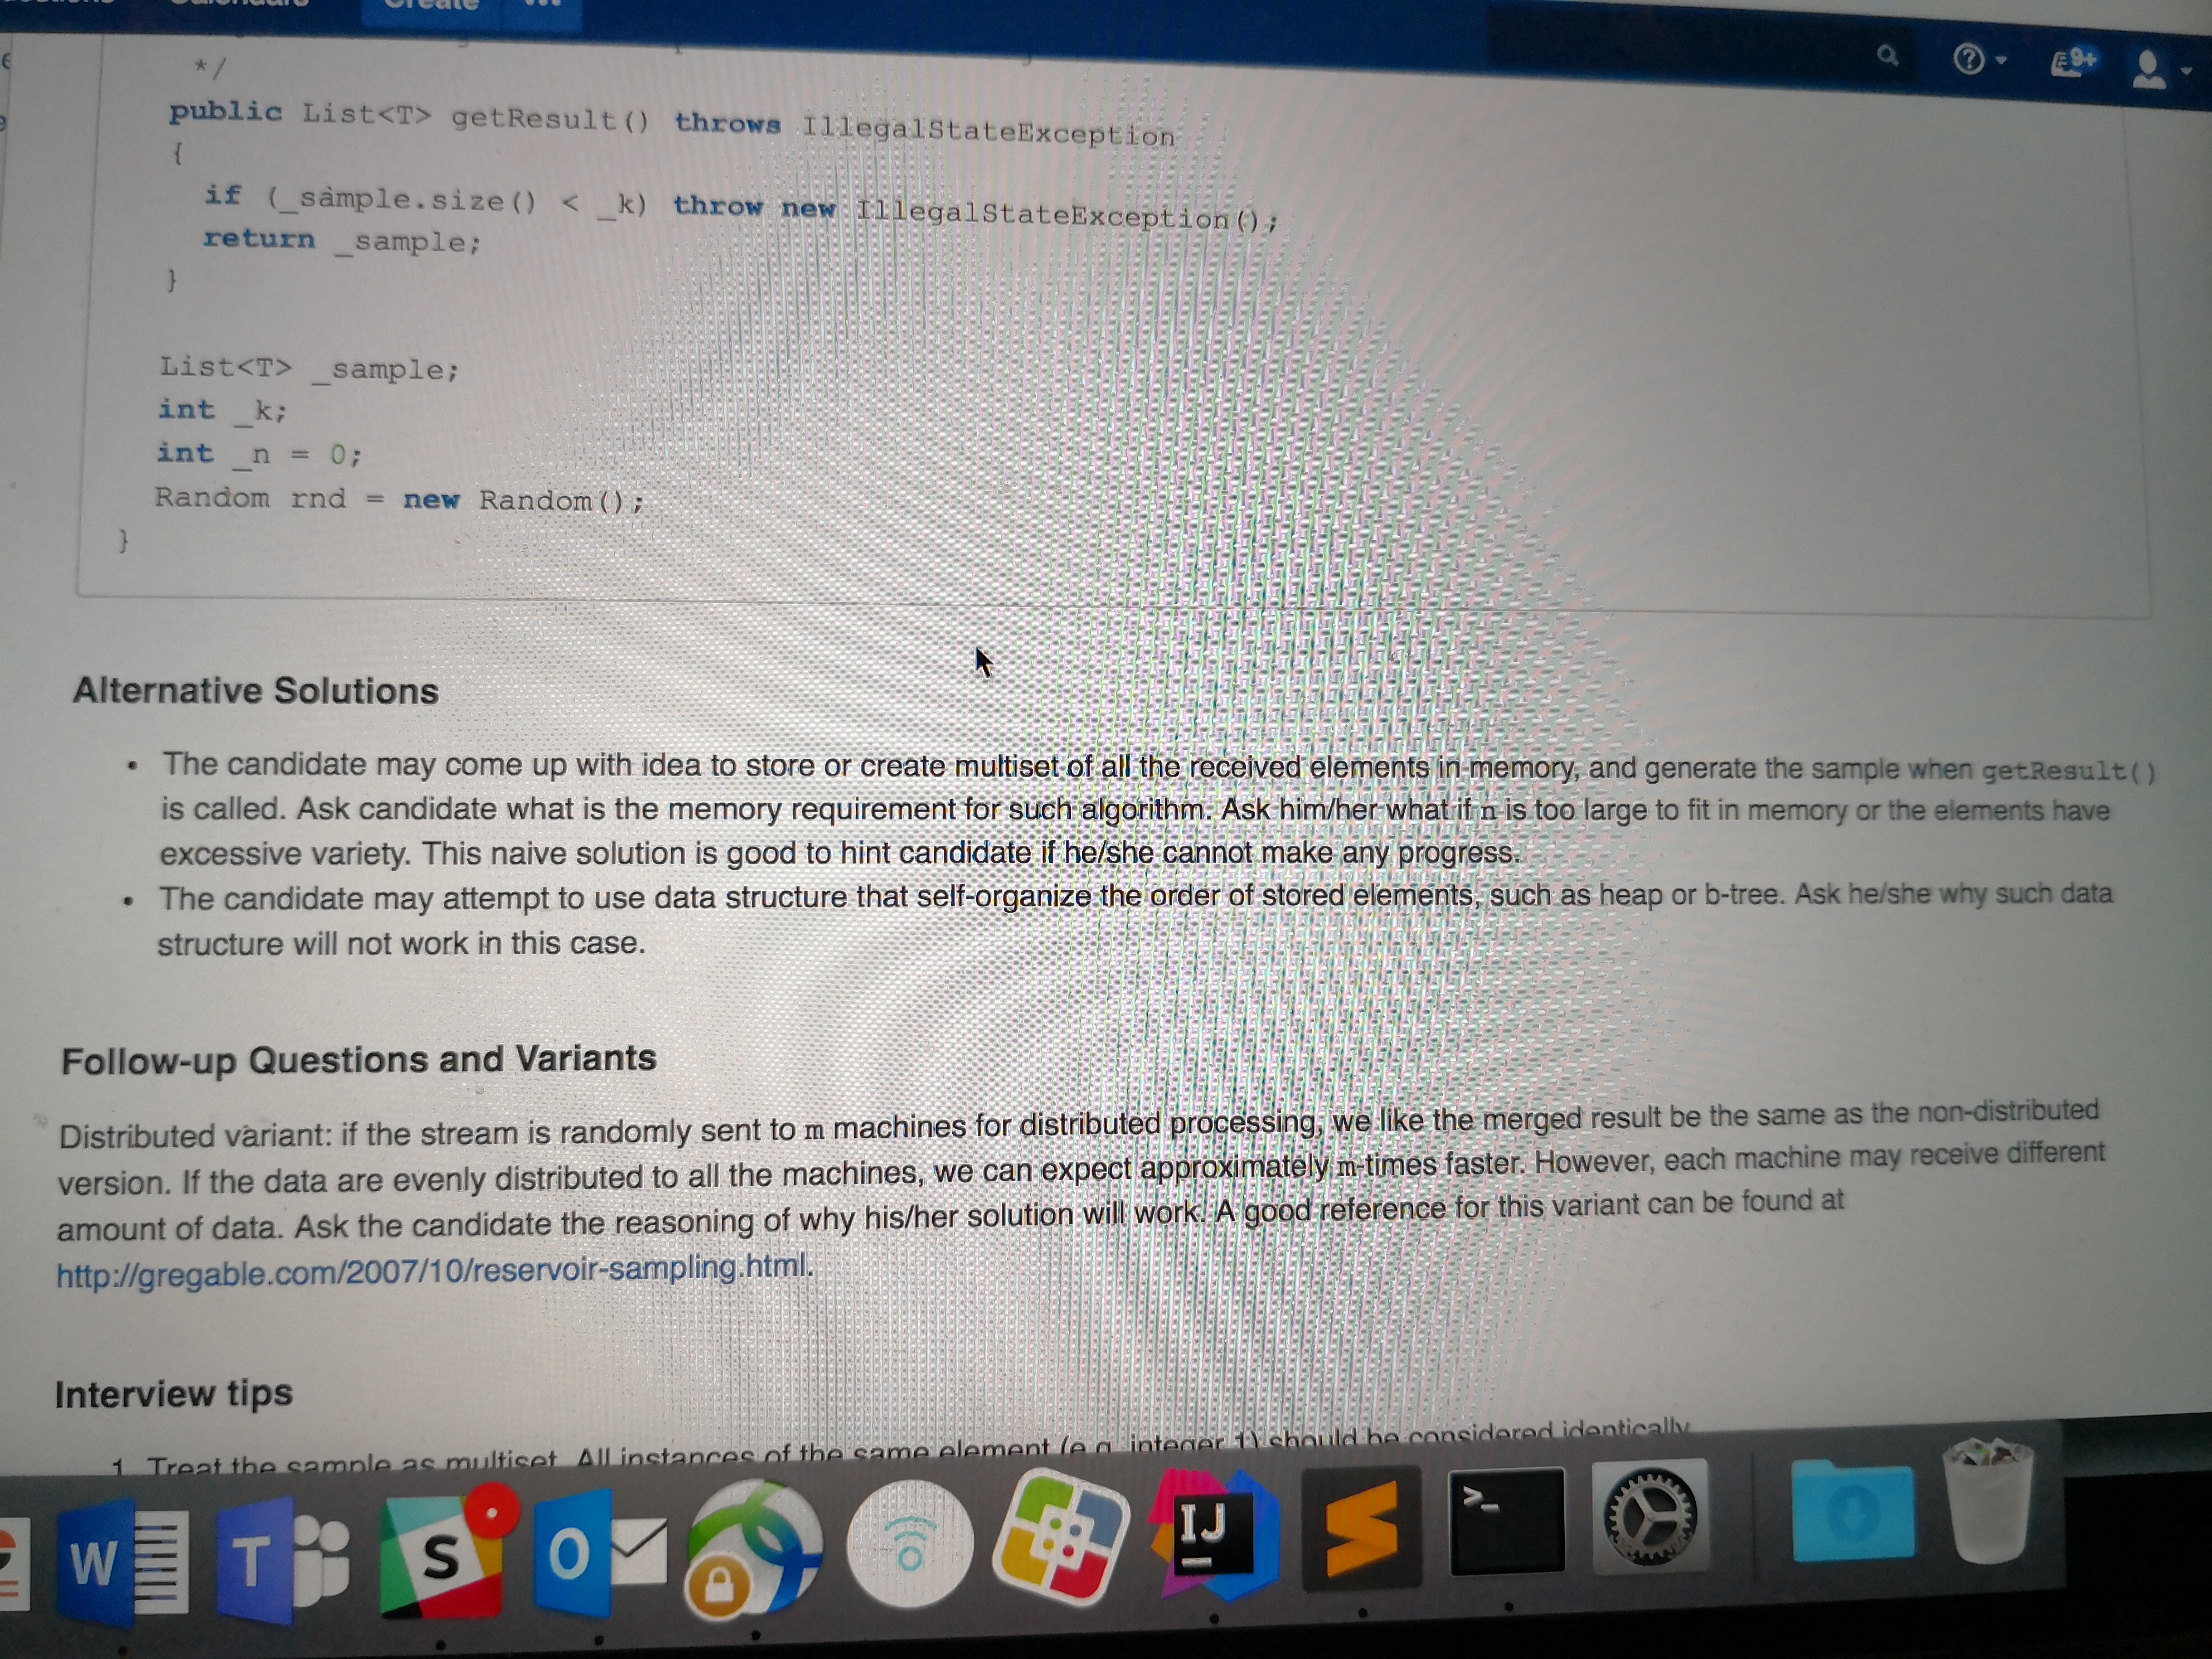 Create ...
9+
*/
public List<T> getResult() throws IllegalStateException
{
if (_sample.size() < _k) throw new IllegalStateException();
return _sample;
}
List<T> _sample;
int _k;
int _n = 0;
Random rnd = new Random();
}
Alternative Solutions
• The candidate may come up with idea to store or create multiset of all the received elements in memory, and generate the sample when getResult()
is called. Ask candidate what is the memory requirement for such algorithm. Ask him/her what if n is too large to fit in memory or the elements have
excessive variety. This naive solution is good to hint candidate if he/she cannot make any progress.
• The candidate may attempt to use data structure that self-organize the order of stored elements, such as heap or b-tree. Ask he/she why such data
structure will not work in this case.
Follow-up Questions and Variants
Distributed variant: if the stream is randomly sent to m machines for distributed processing, we like the merged result be the same as the non-distributed
version. If the data are evenly distributed to all the machines, we can expect approximately m-times faster. However, each machine may receive different
amount of data. Ask the candidate the reasoning of why his/her solution will work. A good reference for this variant can be found at
http://gregable.com/2007/10/reservoir-sampling.html.
Interview tips
1. Treat the sample as multiset. All instances of the same element (e.g. integer 1) should be considered identically
W
T
S
O
IJ
>_